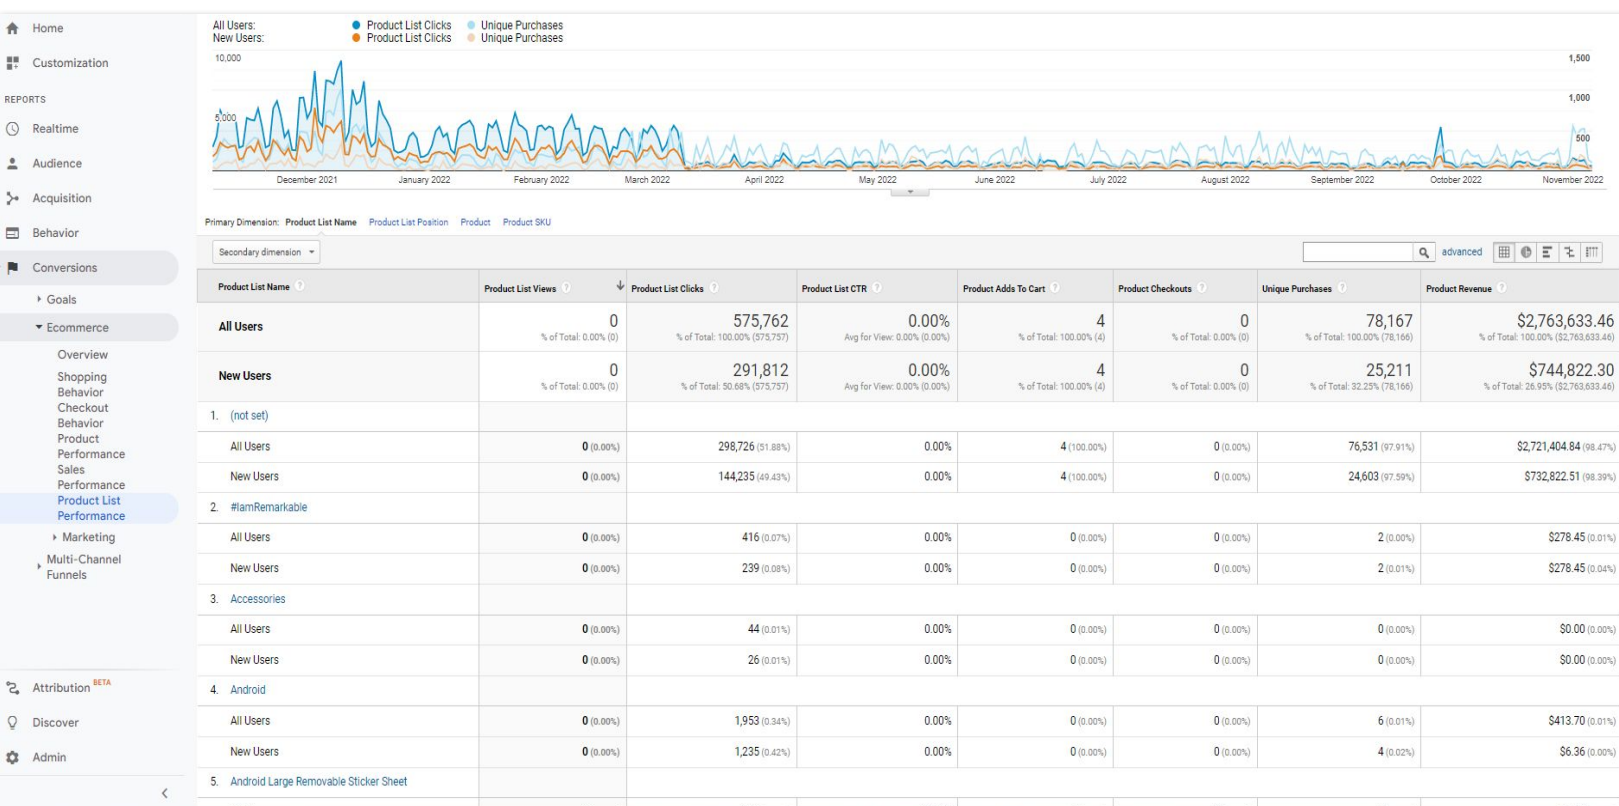 Home
Customization
REPORTS
Realtime
Audience
Acquisition
Behavior
Conversions
Goals
Ecommerce
Overview
Shopping
Behavior
Checkout
Behavior
Product
Performance
Sales
Performance
Product List
Performance
Marketing
Multi-Channel
Funnels
Attribution BETA
Discover
Admin
All Users: Product List Clicks Unique Purchases
New Users: Product List Clicks Unique Purchases
10,000 1,500
1,000
5,000 500
December 2021 January 2022 February 2022 March 2022 April 2022 May 2022 June 2022 July 2022 August 2022 September 2022 October 2022 November 2022
Primary Dimension: Product List Name Product List Position Product Product SKU
Secondary dimension advanced
Product List Name ? Product List Views ? Product List Clicks ? Product List CTR ? Product Adds To Cart ? Product Checkouts ? Unique Purchases ? Product Revenue ?
All Users 0 575,762 0.00% 4 0 78,167 $2,763,633.46
% of Total: 0.00% (0) % of Total: 100.00% (575,757) Avg for View: 0.00% (0.00%) % of Total: 100.00% (4) % of Total: 0.00% (0) % of Total: 100.00% (78,166) % of Total: 100.00% ($2,763,633.46)
New Users 0 291,812 0.00% 4 0 25,211 $744,822.30
% of Total: 0.00% (0) % of Total: 50.68% (575,757) Avg for View: 0.00% (0.00%) % of Total: 100.00% (4) % of Total: 0.00% (0) % of Total: 32.25% (78,166) % of Total: 26.95% ($2,763,633.46)
1. (not set)
All Users 0 (0.00%) 298,726 (51.88%) 0.00% 4 (100.00%) 0 (0.00%) 76,531 (97.91%) $2,721,404.84 (98.47%)
New Users 0 (0.00%) 144,235 (49.43%) 0.00% 4 (100.00%) 0 (0.00%) 24,603 (97.59%) $732,822.51 (98.39%)
2. #IamRemarkable
All Users 0 (0.00%) 416 (0.07%) 0.00% 0 (0.00%) 0 (0.00%) 2 (0.00%) $278.45 (0.01%)
New Users 0 (0.00%) 239 (0.08%) 0.00% 0 (0.00%) 0 (0.00%) 2 (0.01%) $278.45 (0.04%)
3. Accessories
All Users 0 (0.00%) 44 (0.01%) 0.00% 0 (0.00%) 0 (0.00%) 0 (0.00%) $0.00 (0.00%)
New Users 0 (0.00%) 26 (0.01%) 0.00% 0 (0.00%) 0 (0.00%) 0 (0.00%) $0.00 (0.00%)
4. Android
All Users 0 (0.00%) 1,953 (0.34%) 0.00% 0 (0.00%) 0 (0.00%) 6 (0.01%) $413.70 (0.01%)
New Users 0 (0.00%) 1,235 (0.42%) 0.00% 0 (0.00%) 0 (0.00%) 4 (0.02%) $6.36 (0.00%)
5. Android Large Removable Sticker Sheet